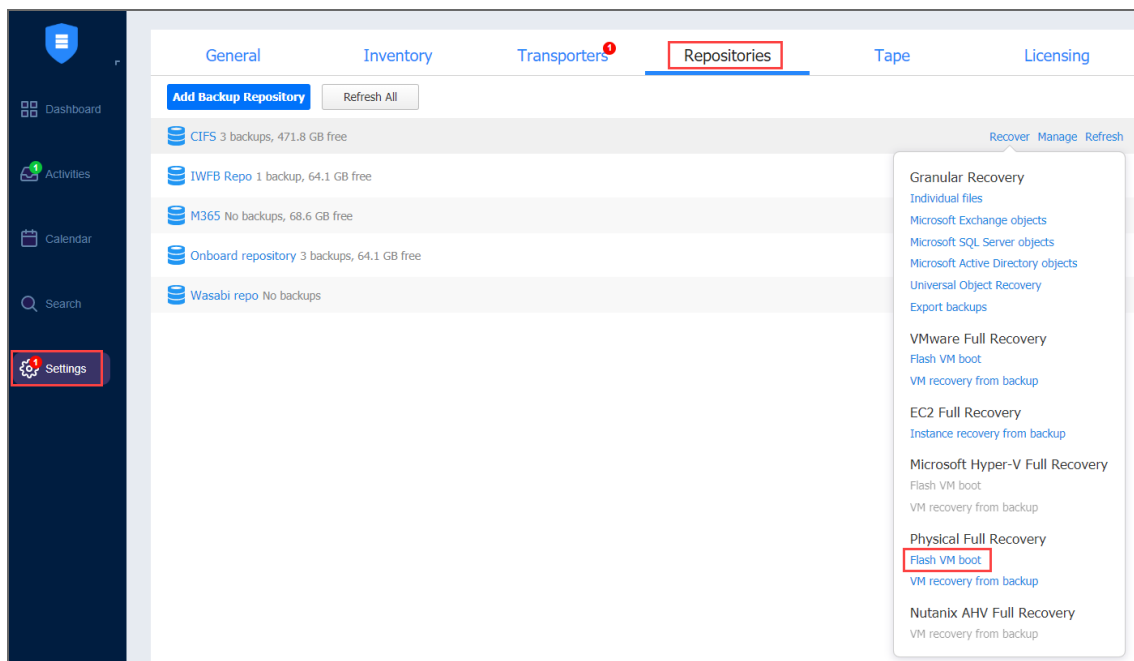 General Inventory Transporters 1 Repositories Tape Licensing
Add Backup Repository Refresh All
Dashboard
1 Activities
Calendar
Search
1 Settings
CIFS 3 backups, 471.8 GB free Recover Manage Refresh
IWFB Repo 1 backup, 64.1 GB free
M365 No backups, 68.6 GB free
Onboard repository 3 backups, 64.1 GB free
Wasabi repo No backups
Granular Recovery
Individual files
Microsoft Exchange objects
Microsoft SQL Server objects
Microsoft Active Directory objects
Universal Object Recovery
Export backups
VMware Full Recovery
Flash VM boot
VM recovery from backup
EC2 Full Recovery
Instance recovery from backup
Microsoft Hyper-V Full Recovery
Flash VM boot
VM recovery from backup
Physical Full Recovery
Flash VM boot
VM recovery from backup
Nutanix AHV Full Recovery
VM recovery from backup